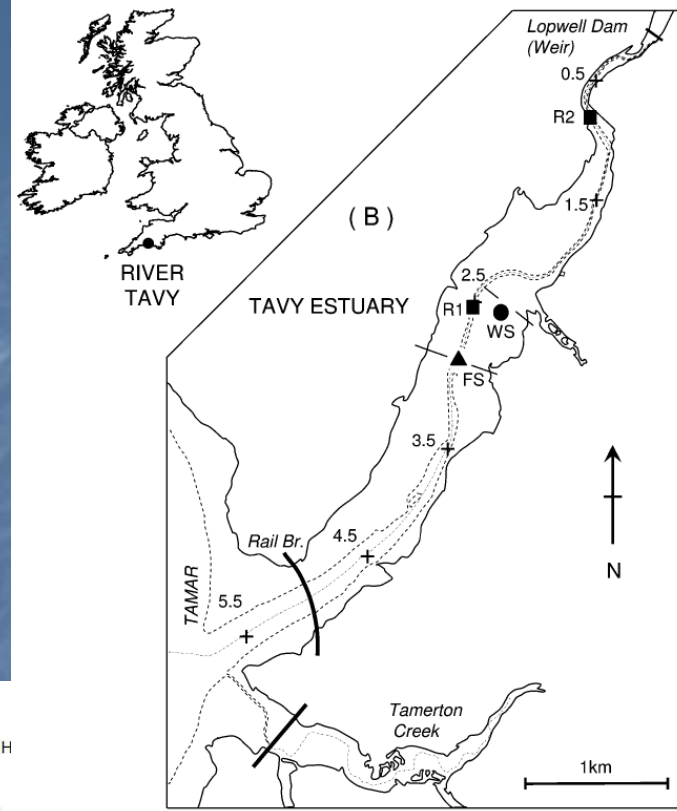 Lopwell Dam
(Weir)
0.5
R2
( B )
1.5
RIVER
TAVY
2.5
TAVY ESTUARY
R1
WS
FS
3.5
Rail Br.
4.5
TAMAR
5.5
N
Tamerton
Creek
H
1km